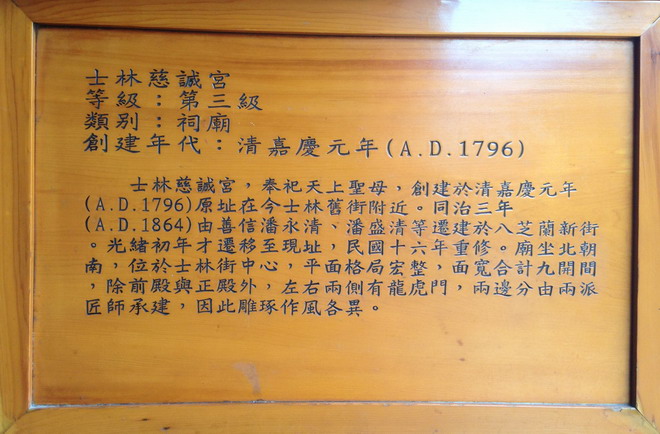 士林慈諴宮
等級：第三級
類別：祠廟
創建年代：清嘉慶元年(A.D.1796)
士林慈諴宮，奉祀天上聖母，創建於清嘉慶元年
(A.D.1796)原址在今士林舊街附近。同治三年
(A.D.1864)由善信潘永清、潘盛清等遷建於八芝蘭新街
。光緒初年才遷移至現址，民國十六年重修。廟坐北朝
南，位於士林街中心，平面格局宏整，面寬合計九開間
，除前殿與正殿外，左右兩側有龍虎門，兩邊分由兩派
匠師承建，因此雕琢作風各異。